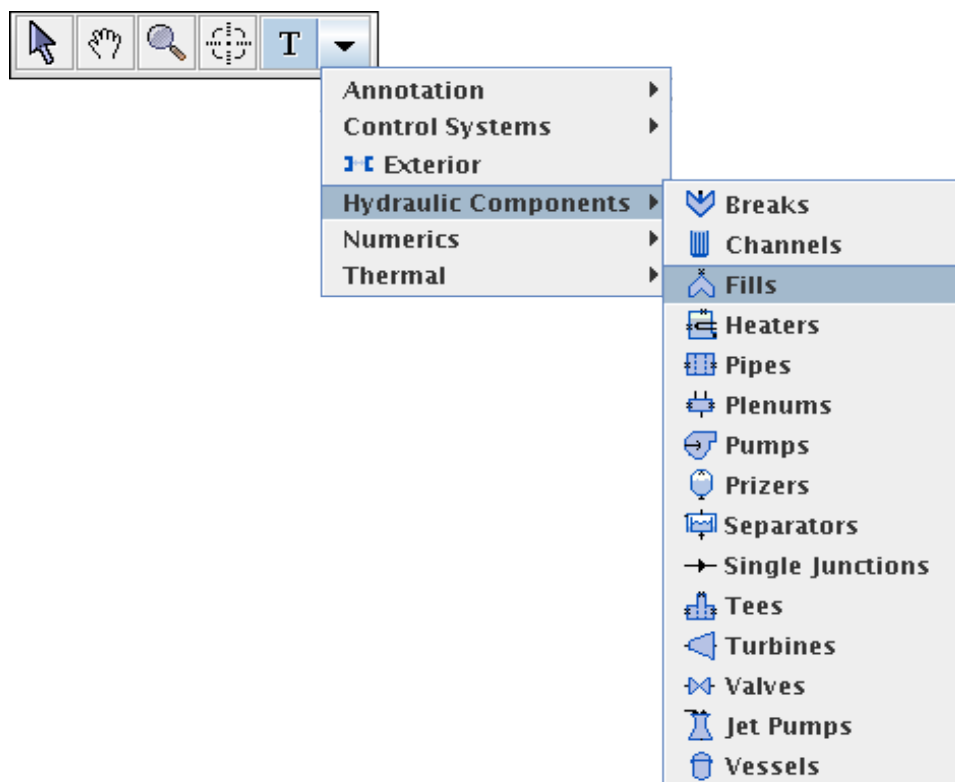 T
Annotation
Control Systems
Exterior
Hydraulic Components
Numerics
Thermal
Breaks
Channels
Fills
Heaters
Pipes
Plenums
Pumps
Prizers
Separators
Single Junctions
Tees
Turbines
Valves
Jet Pumps
Vessels